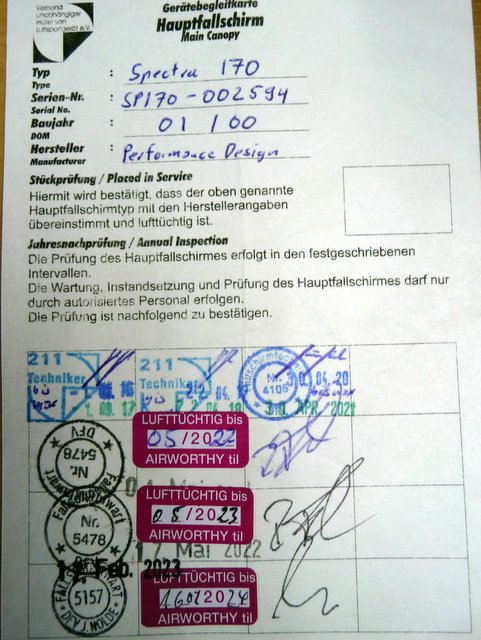 Verband
Unabhängiger
Prüfer von
Luftsportgerät e.V.
Gerätebegleitkarte
Hauptfallschirm
Main Canopy
Typ : Spectra 170
Type
Serien-Nr. : SP170-002594
Serial No.
Baujahr : 01 / 00
DOM
Hersteller : Performance Design
Manufacturer
Stückprüfung / Placed in Service
Hiermit wird bestätigt, dass der oben genannte
Hauptfallschirmtyp mit den Herstellerangaben
übereinstimmt und lufttüchtig ist.
Jahresnachprüfung / Annual Inspection
Die Prüfung des Hauptfallschirmes erfolgt in den festgeschriebenen
Intervallen.
Die Wartung, Instandsetzung und Prüfung des Hauptfallschirmes darf nur
durch autorisiertes Personal erfolgen.
Die Prüfung ist nachfolgend zu bestätigen.
211
Techniker
211
Techniker
Nr.
4105
04. 20
APR. 2021
LUFTTÜCHTIG bis
05/2022
AIRWORTHY til
DFV
5478
Nr.
LUFTTÜCHTIG bis
05/2023
AIRWORTHY til
Nr.
5478
17 Mai 2022
Feb. 2023
LUFTTÜCHTIG bis
AIRWORTHY til
5157
DFV J. NOLDE